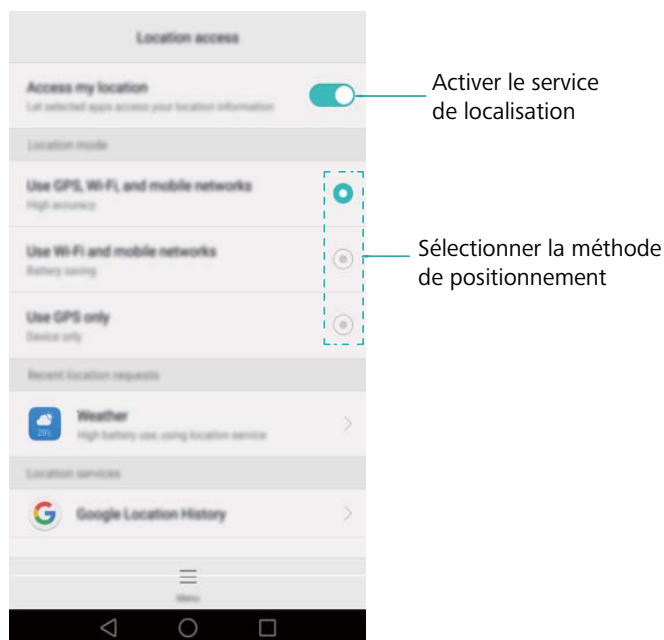 Location access
Access my location
Let selected apps access your location information
Activer le service
de localisation
Location mode
Use GPS, Wi-Fi, and mobile networks
High accuracy
Use Wi-Fi and mobile networks
Battery saving
Sélectionner la méthode
de positionnement
Use GPS only
Device only
Recent location requests
Weather
High battery use, using location service
Location services
Google Location History
Menu